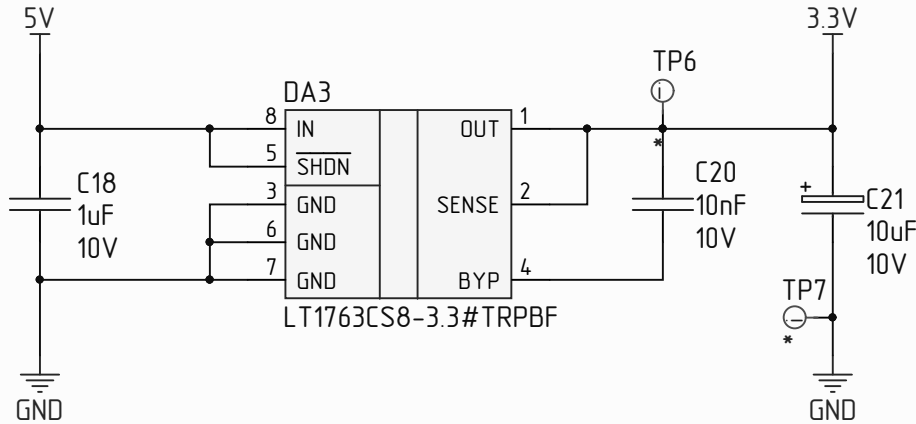 5V
3.3V
TP6
i
DA3
8 IN OUT 1
*
5 SHDN
C18
1uF
10V
C20
10nF
10V
3 GND SENSE 2
+
C21
10uF
10V
6 GND
7 GND BYP 4
LT1763CS8-3.3#TRPBF
TP7
i
*
GND
GND